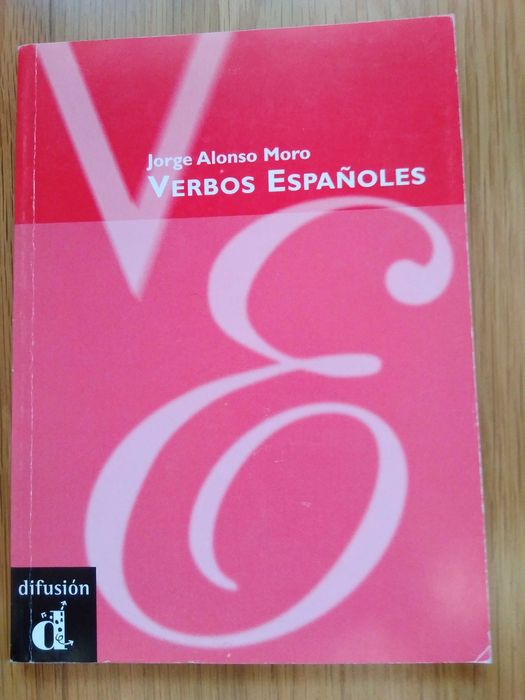 V
E
Jorge Alonso Moro
VERBOS ESPAÑOLES
difusión
d